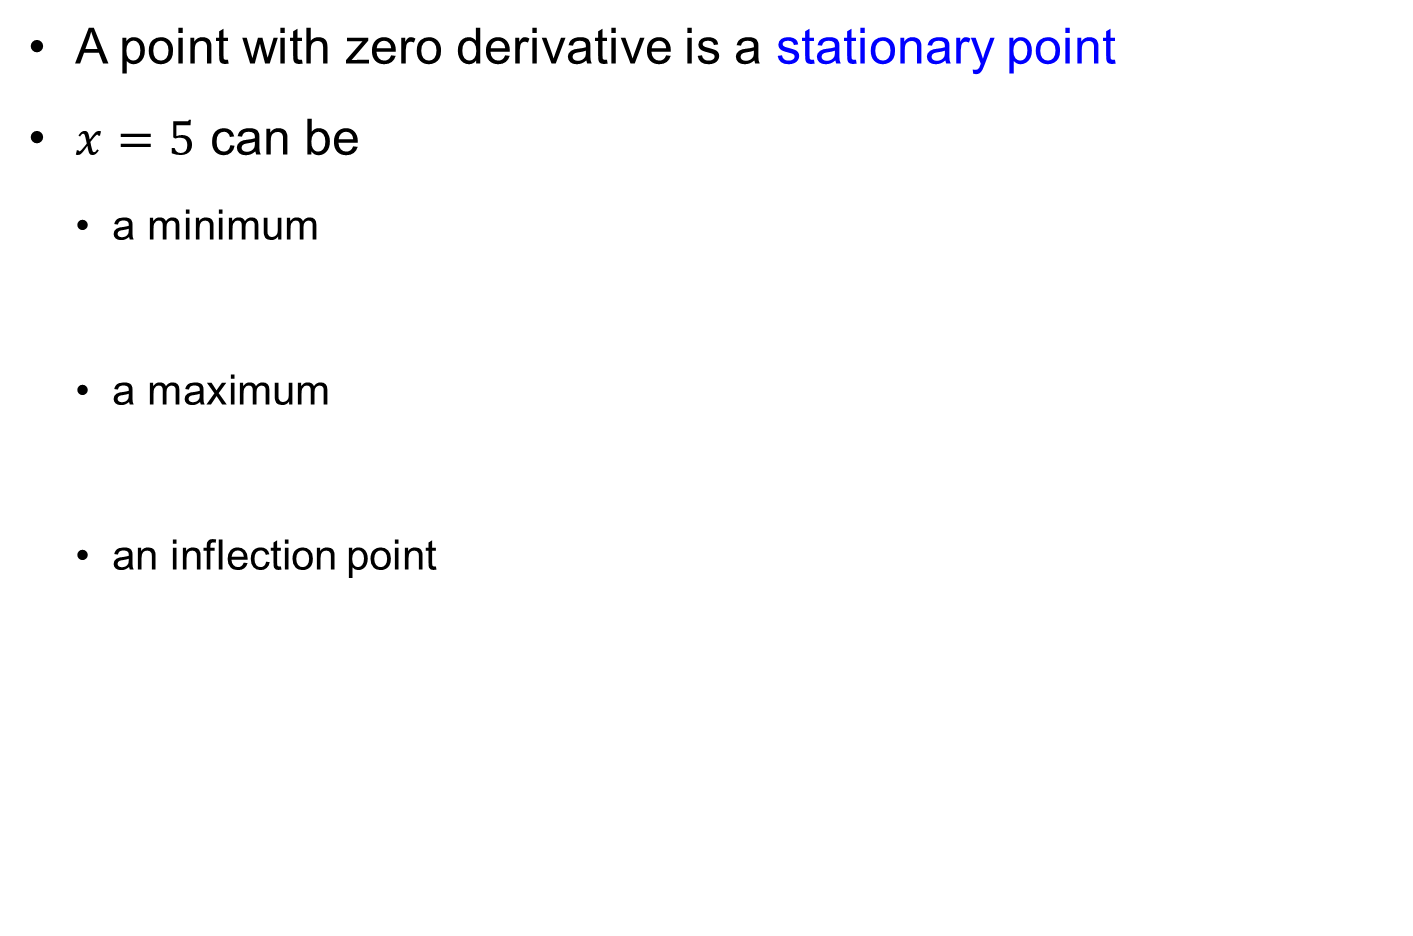 • A point with zero derivative is a stationary point
• 𝑥 = 5 can be
• a minimum
• a maximum
• an inflection point